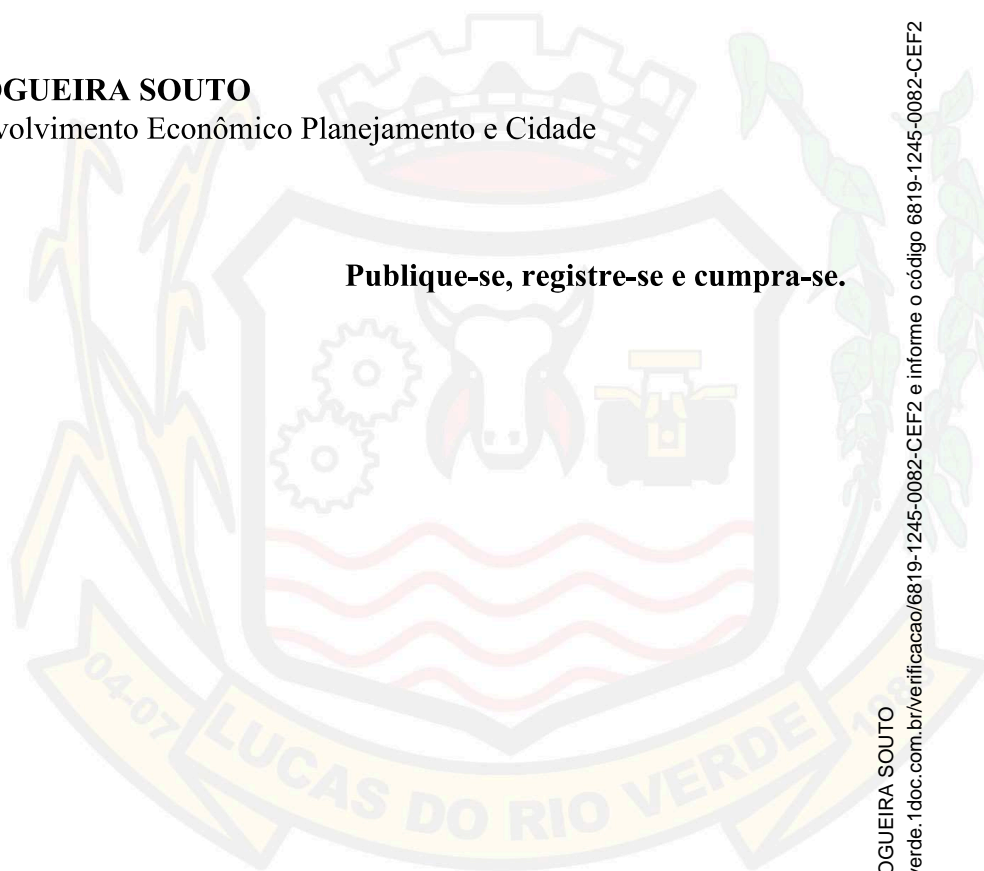 OGUEIRA SOUTO
volvimento Econômico Planejamento e Cidade
Publique-se, registre-se e cumpra-se.
04-07 LUCAS DO RIO VERDE 1988
OGUEIRA SOUTO
verde.1doc.com.br/verificacao/6819-1245-0082-CEF2 e informe o código 6819-1245-0082-CEF2